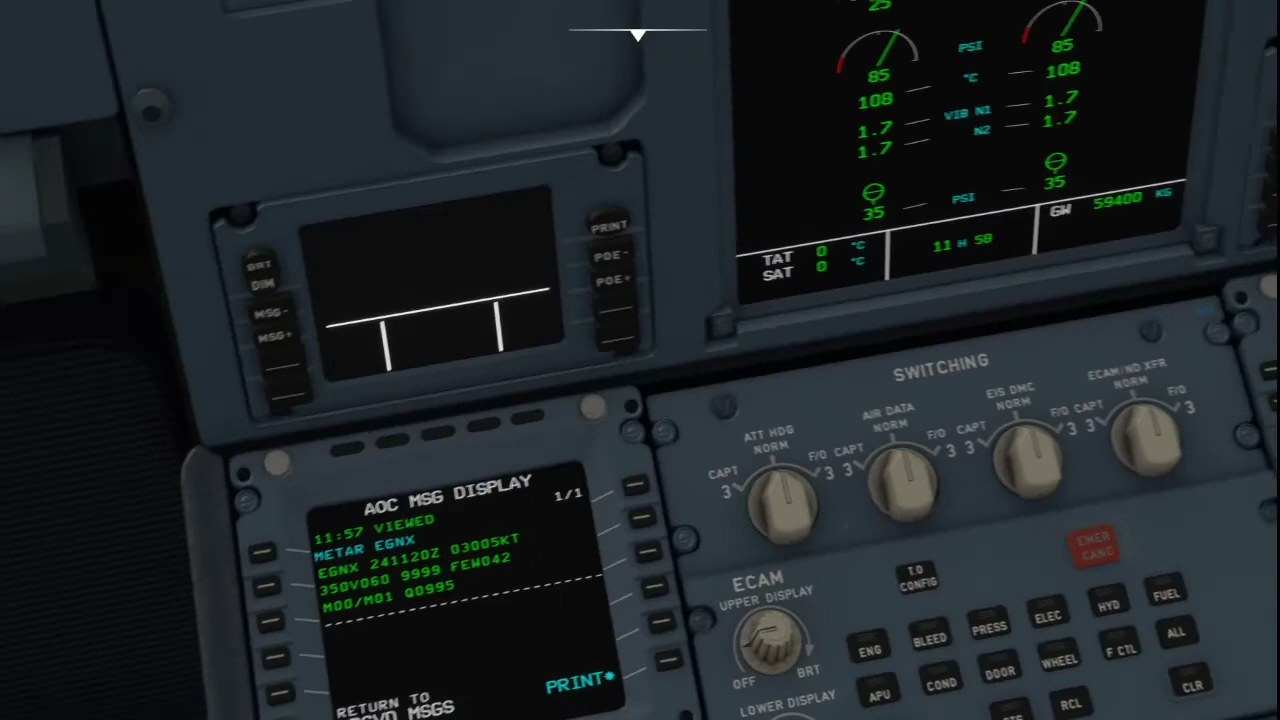 25
PSI
85
85
°C
108
108
VIB N1
1.7
1.7
N2
1.7
1.7
PSI
35
35
TAT 0 °C
SAT 0 °C
11 H 58
GW 59400 KG
BRT
DIM
MSG-
MSG+
PRINT
POE-
POE+
SWITCHING
ATT HDG
NORM
CAPT
3
F/O
3
AIR DATA
NORM
CAPT
3
F/O
3
EIS DMC
NORM
CAPT
3
F/O
3
ECAM/ND XFR
NORM
CAPT
3
F/O
3
AOC MSG DISPLAY
1/1
11:57 VIEWED
METAR EGNX
EGNX 241120Z 03005KT
350V060 9999 FEW042
M00/M01 Q0995
PRINT*
RETURN TO
MSGS
ECAM
UPPER DISPLAY
OFF
BRT
LOWER DISPLAY
T.O
CONFIG
EMER
CANC
ENG
BLEED
PRESS
ELEC
HYD
FUEL
APU
COND
DOOR
WHEEL
F CTL
ALL
RCL
CLR